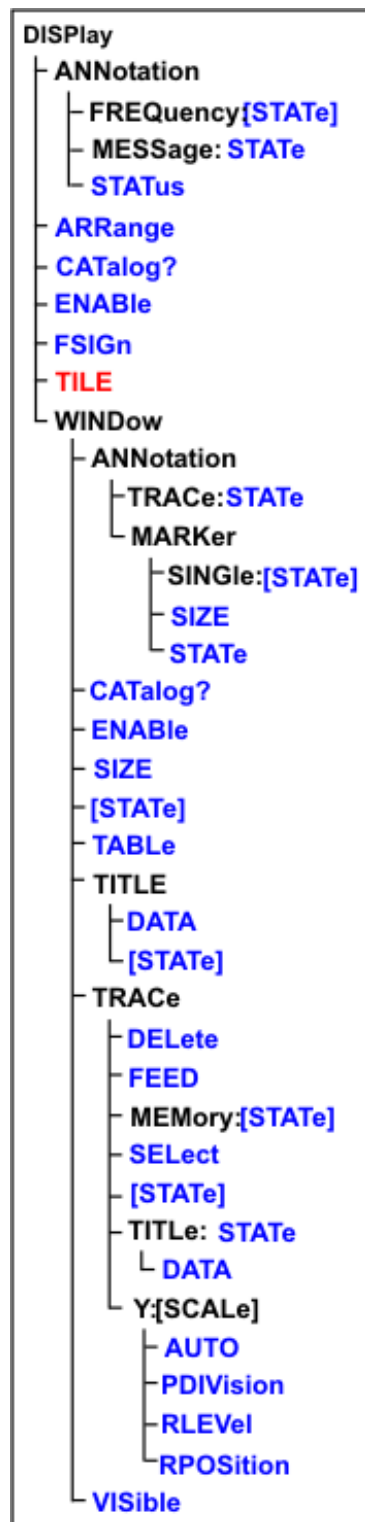 DISPlay
ANNotation
FREQuency:[STATe]
MESSage: STATe
STATus
ARRange
CATalog?
ENABle
FSIGn
TILE
WINDow
ANNotation
TRACe:STATe
MARKer
SINGle:[STATe]
SIZE
STATe
CATalog?
ENABle
SIZE
[STATe]
TABLe
TITLE
DATA
[STATe]
TRACe
DELete
FEED
MEMory:[STATe]
SELect
[STATe]
TITLe: STATe
DATA
Y:[SCALe]
AUTO
PDIVision
RLEVel
RPOSition
VISible